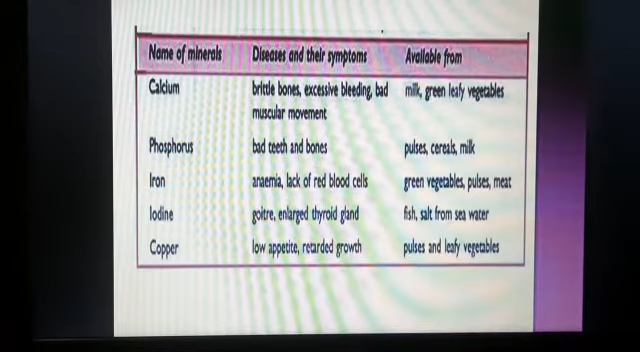 Name of minerals Diseases and their symptoms Available from
Calcium brittle bones, excessive bleeding, bad milk, green leafy vegetables
muscular movement
Phosphorus bad teeth and bones pulses, cereals, milk
Iron anaemia, lack of red blood cells green vegetables, pulses, meat
Iodine goitre, enlarged thyroid gland fish, salt from sea water
Copper low appetite, retarded growth pulses and leafy vegetables